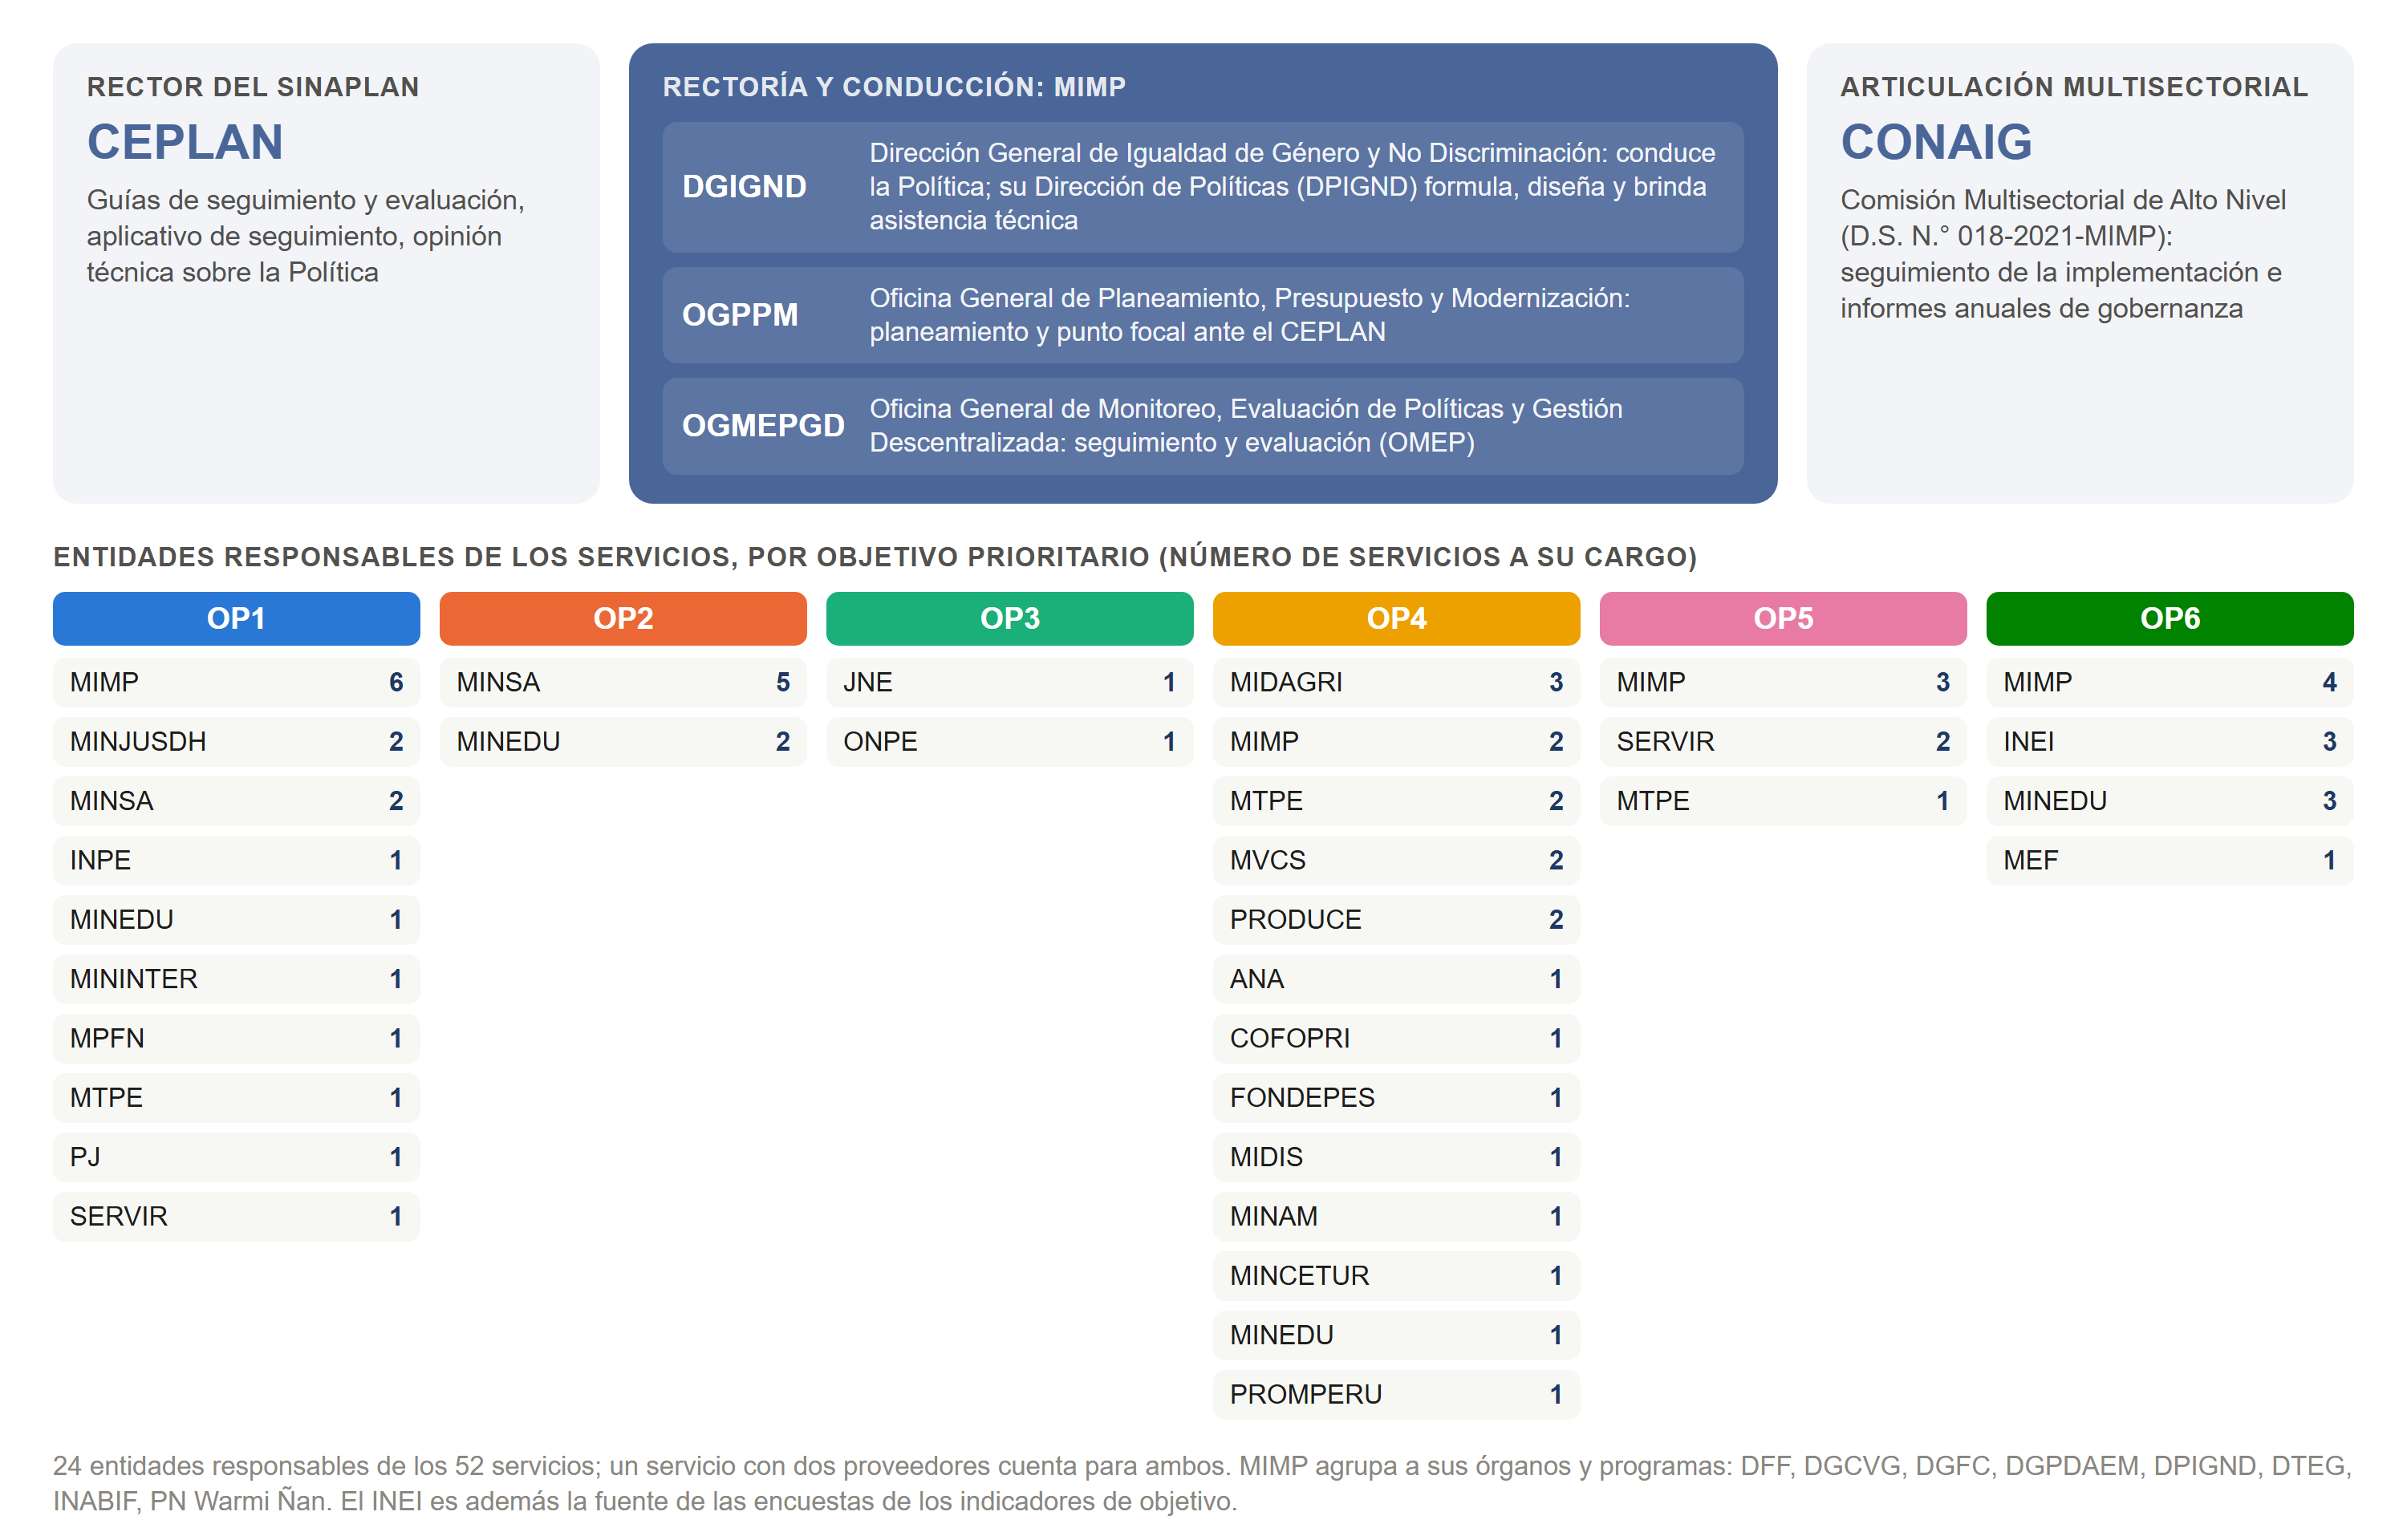 RECTOR DEL SINAPLAN
CEPLAN
Guías de seguimiento y evaluación,
aplicativo de seguimiento, opinión
técnica sobre la Política
RECTORÍA Y CONDUCCIÓN: MIMP
DGIGND
Dirección General de Igualdad de Género y No Discriminación: conduce
la Política; su Dirección de Políticas (DPIGND) formula, diseña y brinda
asistencia técnica
OGPPM
Oficina General de Planeamiento, Presupuesto y Modernización:
planeamiento y punto focal ante el CEPLAN
OGMEPGD
Oficina General de Monitoreo, Evaluación de Políticas y Gestión
Descentralizada: seguimiento y evaluación (OMEP)
ARTICULACIÓN MULTISECTORIAL
CONAIG
Comisión Multisectorial de Alto Nivel
(D.S. N.° 018-2021-MIMP):
seguimiento de la implementación e
informes anuales de gobernanza
ENTIDADES RESPONSABLES DE LOS SERVICIOS, POR OBJETIVO PRIORITARIO (NÚMERO DE SERVICIOS A SU CARGO)
OP1
MIMP 6
MINJUSDH 2
MINSA 2
INPE 1
MINEDU 1
MININTER 1
MPFN 1
MTPE 1
PJ 1
SERVIR 1
OP2
MINSA 5
MINEDU 2
OP3
JNE 1
ONPE 1
OP4
MIDAGRI 3
MIMP 2
MTPE 2
MVCS 2
PRODUCE 2
ANA 1
COFOPRI 1
FONDEPES 1
MIDIS 1
MINAM 1
MINCETUR 1
MINEDU 1
PROMPERU 1
OP5
MIMP 3
SERVIR 2
MTPE 1
OP6
MIMP 4
INEI 3
MINEDU 3
MEF 1
24 entidades responsables de los 52 servicios; un servicio con dos proveedores cuenta para ambos. MIMP agrupa a sus órganos y programas: DFF, DGCVG, DGFC, DGPDAEM, DPIGND, DTEG,
INABIF, PN Warmi Ñan. El INEI es además la fuente de las encuestas de los indicadores de objetivo.